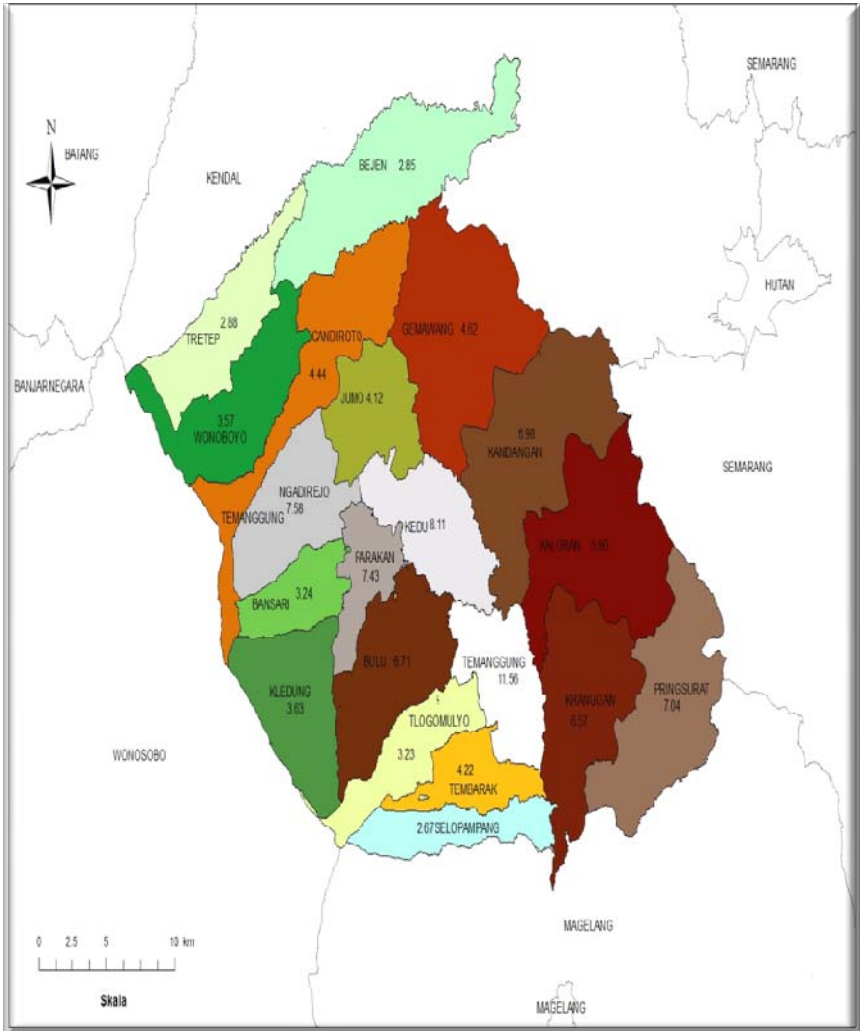 SEMARANG
N
BATANG
KENDAL
BEJEN 2.85
HUTAN
2.88
TRETEP
CANDIROTO
4.44
GEMAWANG 4.62
BANJARNEGARA
JUMO 4.12
3.57
WONOBOYO
6.98
KANDANGAN
SEMARANG
NGADIREJO
7.58
TEMANGGUNG
KEDU 8.11
KALORAN 5.96
PARAKAN
7.43
3.24
BANSARI
BULU 6.71
TEMANGGUNG
11.56
KLEDUNG
3.63
KRANGGAN
6.57
PRINGSURAT
7.04
TLOGOMULYO
3.23
WONOSOBO
4.22
TEMBARAK
2.67SELOPAMPANG
MAGELANG
0 2.5 5 10 km
Skala
MAGELANG